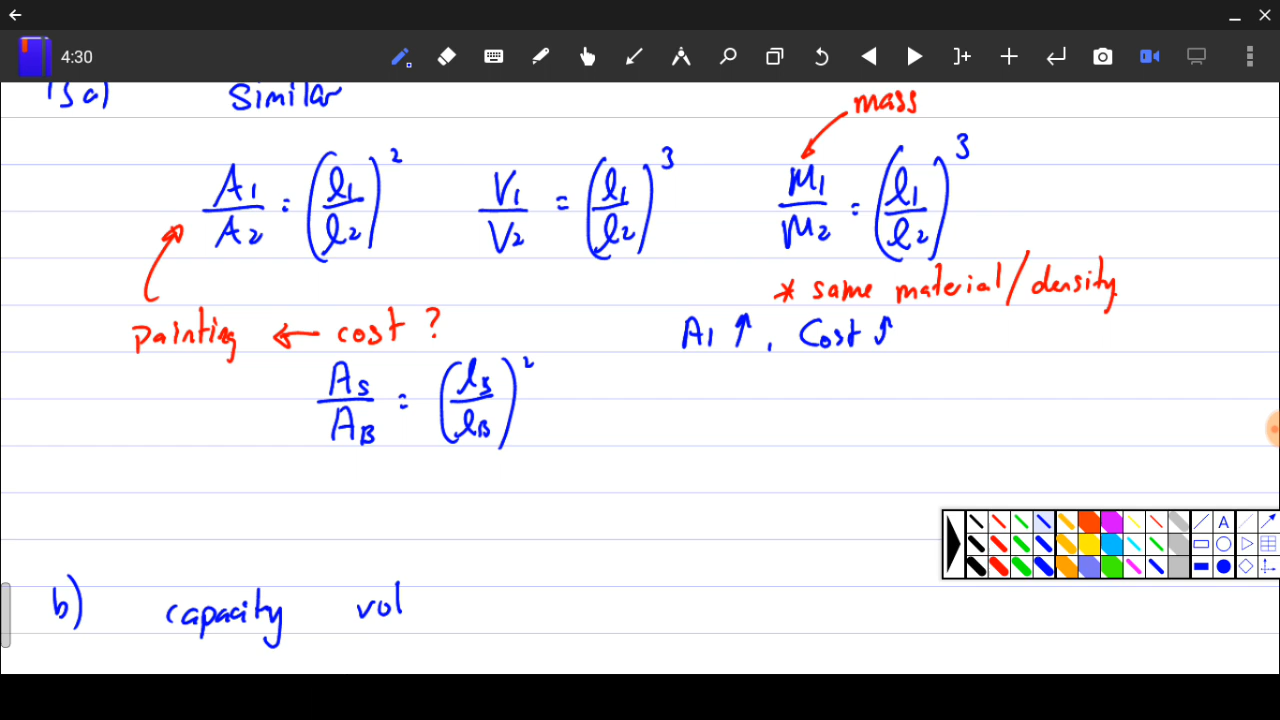 4:30
13a) Similar
mass
A1/A2 = (l1/l2)^2 V1/V2 = (l1/l2)^3 M1/M2 = (l1/l2)^3
* same material/density
painting ← cost ? A1 ↑, Cost ↑
AS/AB = (lS/lB)^2
A
b) capacity vol